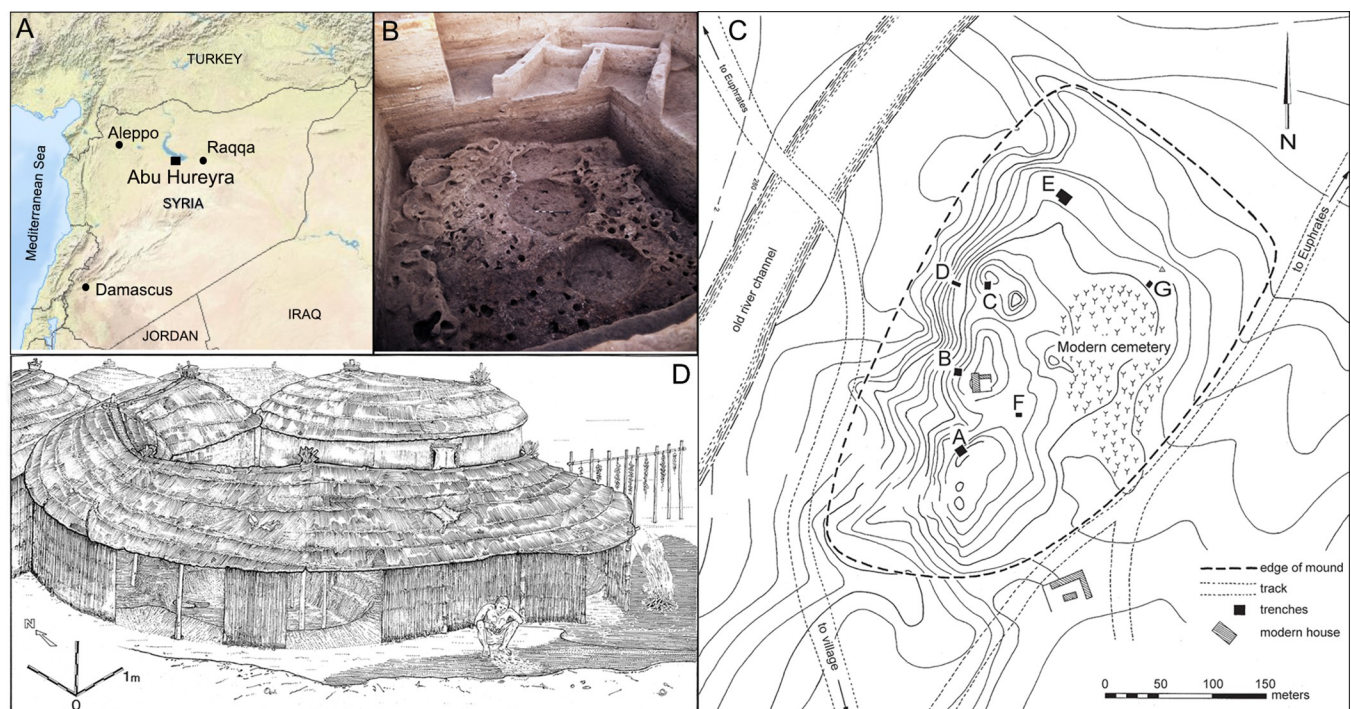 A
TURKEY
Aleppo
Raqqa
Abu Hureyra
SYRIA
Mediterranean Sea
Damascus
IRAQ
JORDAN
B
C
to Euphrates
N
E
old river channel
to Euphrates
D
C
G
Modern cemetery
B
F
A
to village
edge of mound
track
trenches
modern house
0 50 100 150
meters
D
N
1m
0